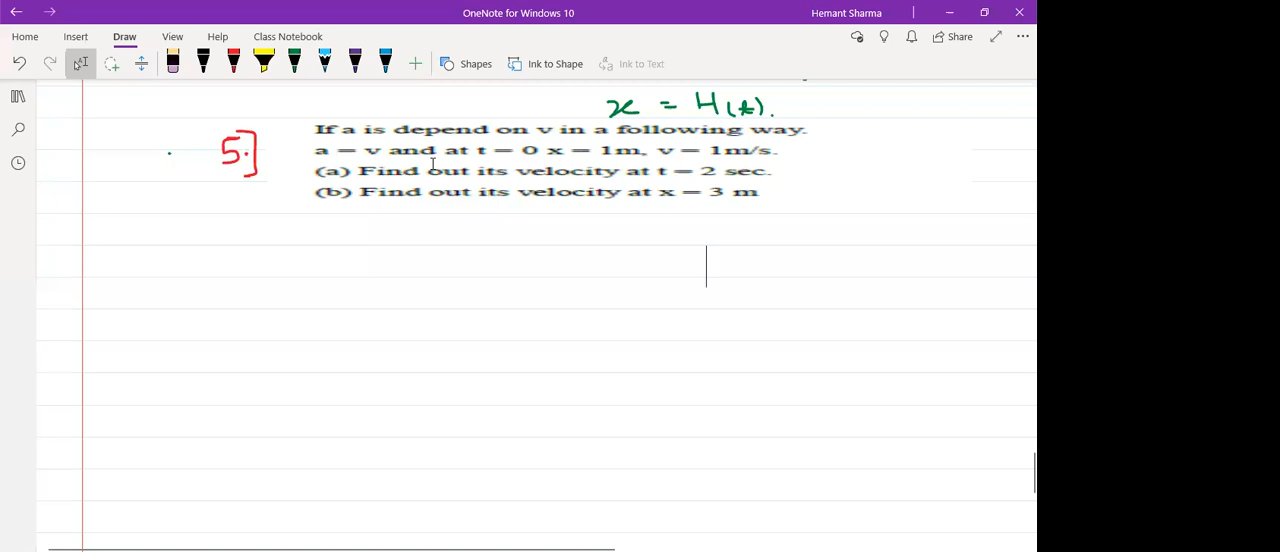 OneNote for Windows 10
Hemant Sharma
Home Insert Draw View Help Class Notebook
Share
Shapes Ink to Shape Ink to Text
x = H(t).
5.]
If a is depend on v in a following way.
a = v and at t = 0 x = 1m, v = 1m/s.
(a) Find out its velocity at t = 2 sec.
(b) Find out its velocity at x = 3 m